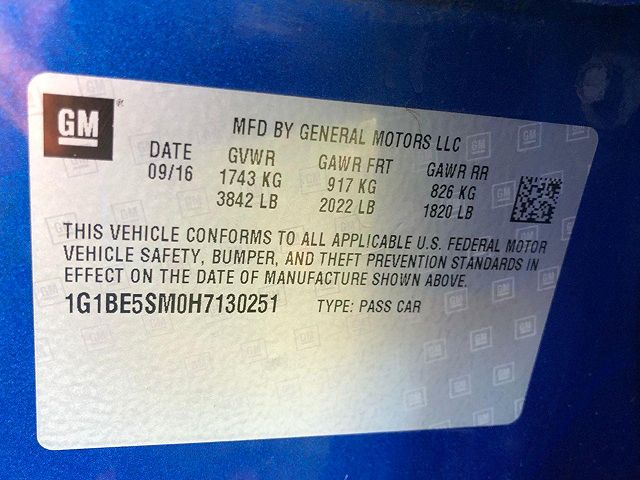 GM
MFD BY GENERAL MOTORS LLC
DATE GVWR GAWR FRT GAWR RR
09/16 1743 KG 917 KG 826 KG
3842 LB 2022 LB 1820 LB
THIS VEHICLE CONFORMS TO ALL APPLICABLE U.S. FEDERAL MOTOR
VEHICLE SAFETY, BUMPER, AND THEFT PREVENTION STANDARDS IN
EFFECT ON THE DATE OF MANUFACTURE SHOWN ABOVE.
1G1BE5SM0H7130251 TYPE: PASS CAR